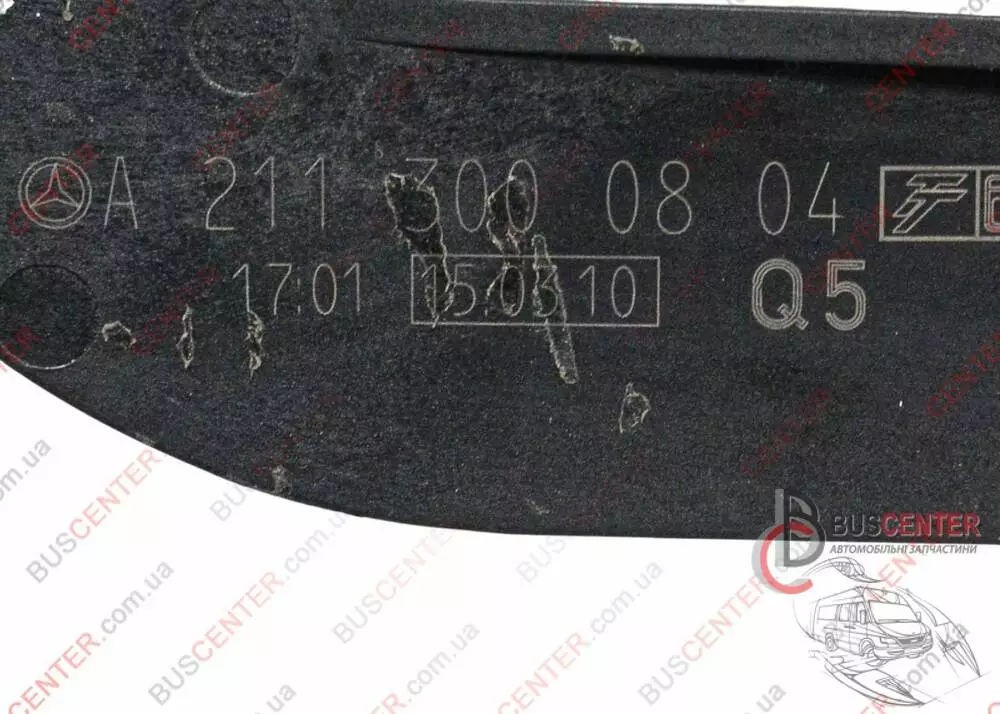 A 211 300 08 04
17:01 15.03.10 Q5
BUSCENTER
АВТОМОБІЛЬНІ ЗАПЧАСТИНИ
BUSCENTER.com.ua